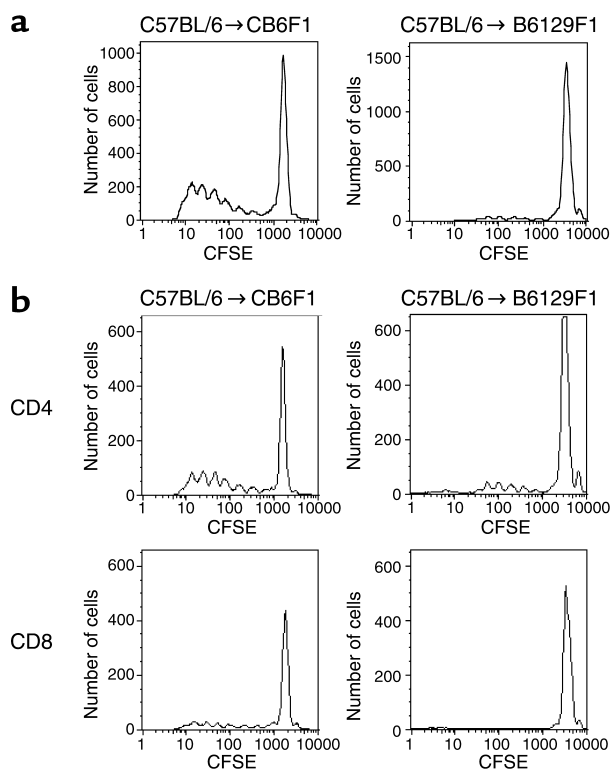 a
C57BL/6→CB6F1
C57BL/6→ B6129F1
Number of cells
1000
800
600
400
200
0
1 10 100 1000 10000
CFSE
Number of cells
1500
1000
500
0
1 10 100 1000 10000
CFSE
b
C57BL/6 → CB6F1
C57BL/6→ B6129F1
CD4
Number of cells
600
400
200
0
1 10 100 1000 10000
CFSE
Number of cells
600
400
200
0
1 10 100 1000 10000
CFSE
CD8
Number of cells
600
400
200
0
1 10 100 1000 10000
CFSE
Number of cells
600
400
200
0
1 10 100 1000 10000
CFSE